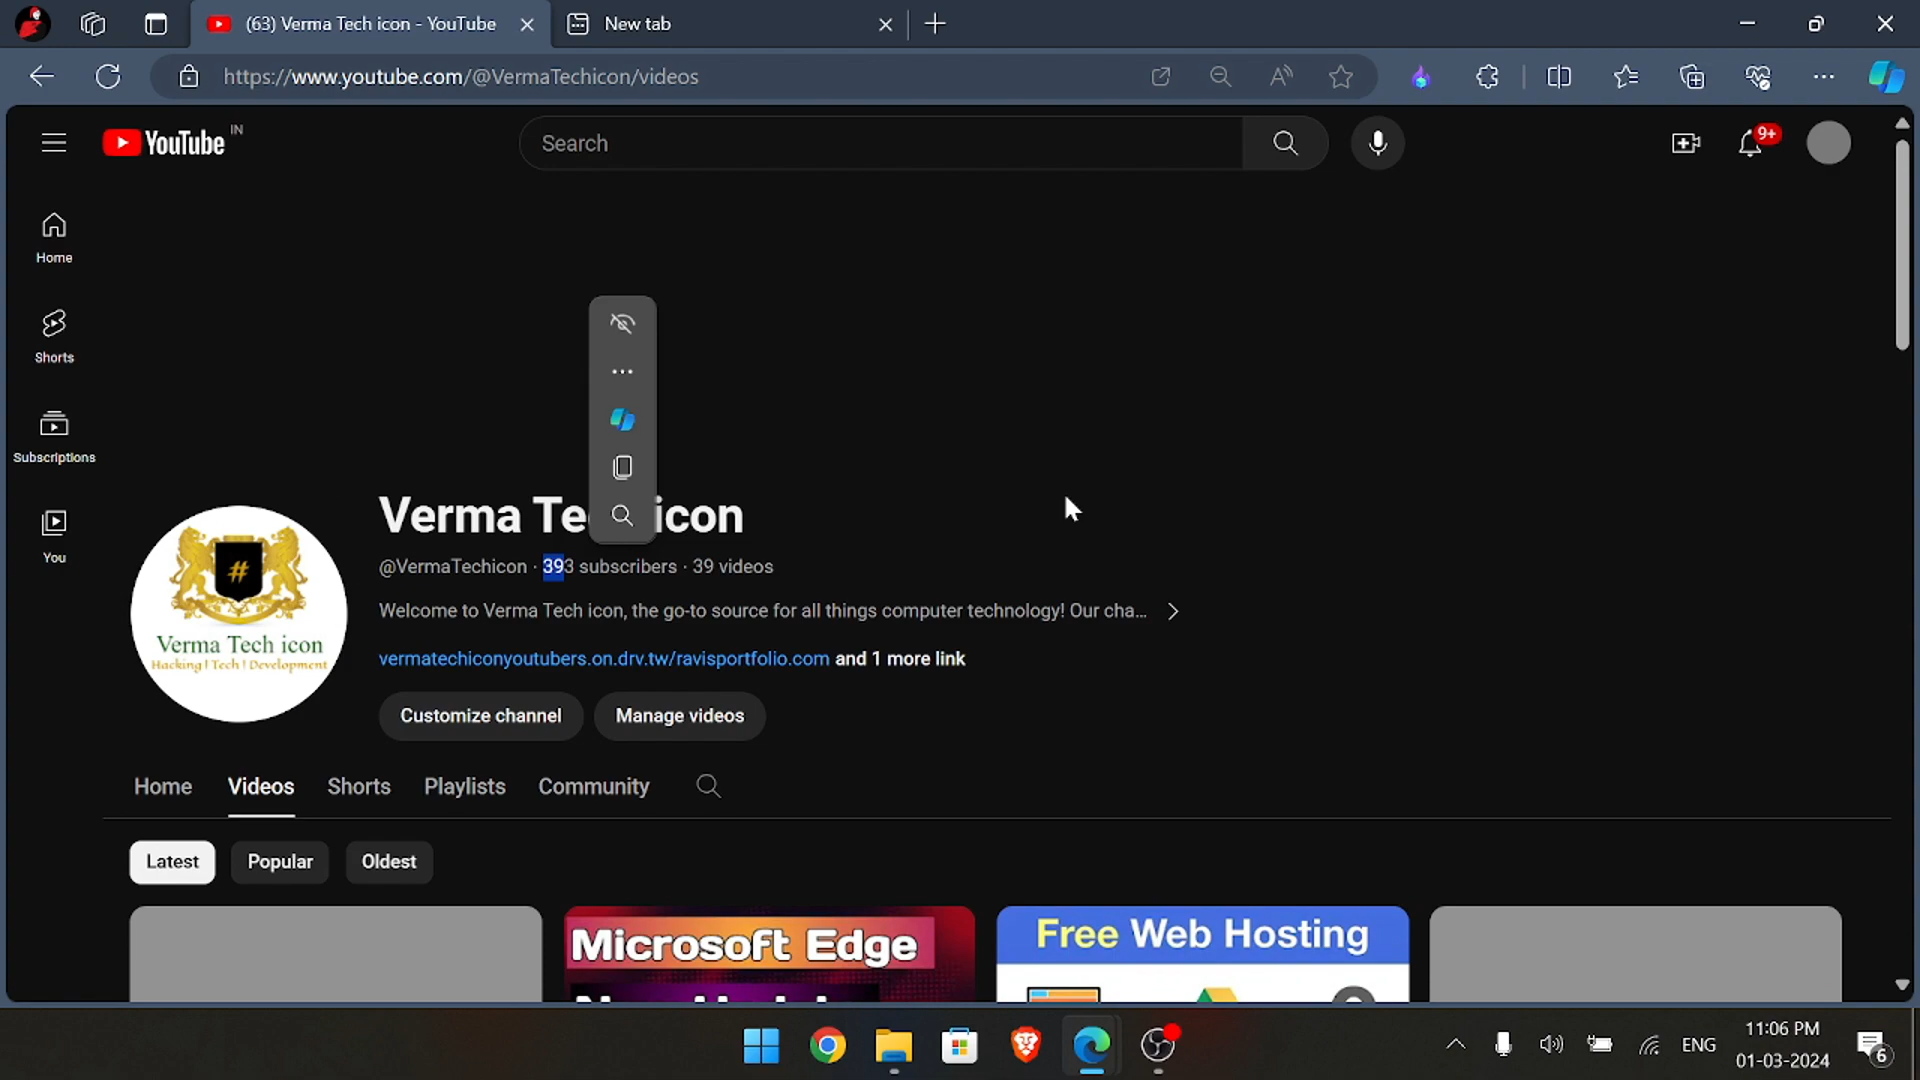 (63) Verma Tech icon - YouTube
New tab
https://www.youtube.com/@VermaTechicon/videos
YouTube IN
Search
9+
Home
Shorts
Subscriptions
You
Verma Te icon
@VermaTechicon · 393 subscribers · 39 videos
Welcome to Verma Tech icon, the go-to source for all things computer technology! Our cha...
vermatechiconyoutubers.on.drv.tw/ravisportfolio.com and 1 more link
#
Verma Tech icon
Hacking ! Tech ! Development
Customize channel
Manage videos
Home
Videos
Shorts
Playlists
Community
Latest
Popular
Oldest
Microsoft Edge
Free Web Hosting
ENG
11:06 PM
01-03-2024
6